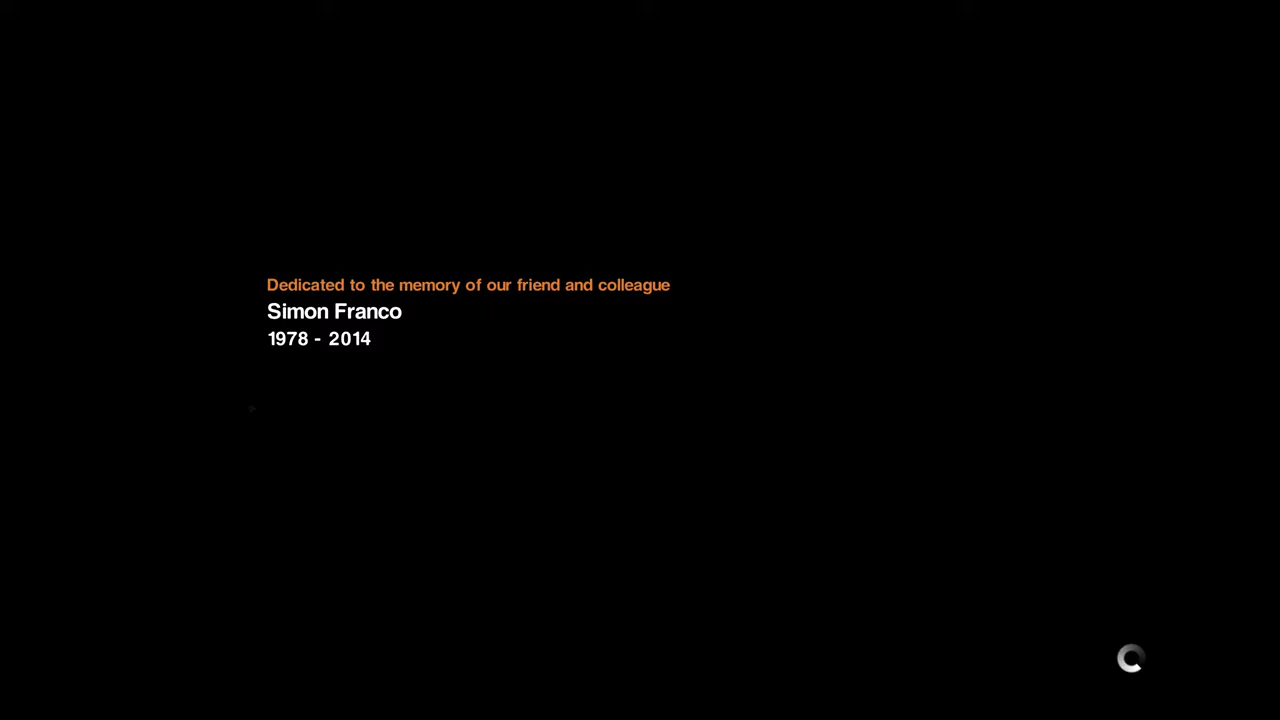 Dedicated to the memory of our friend and colleague
Simon Franco
1978 - 2014